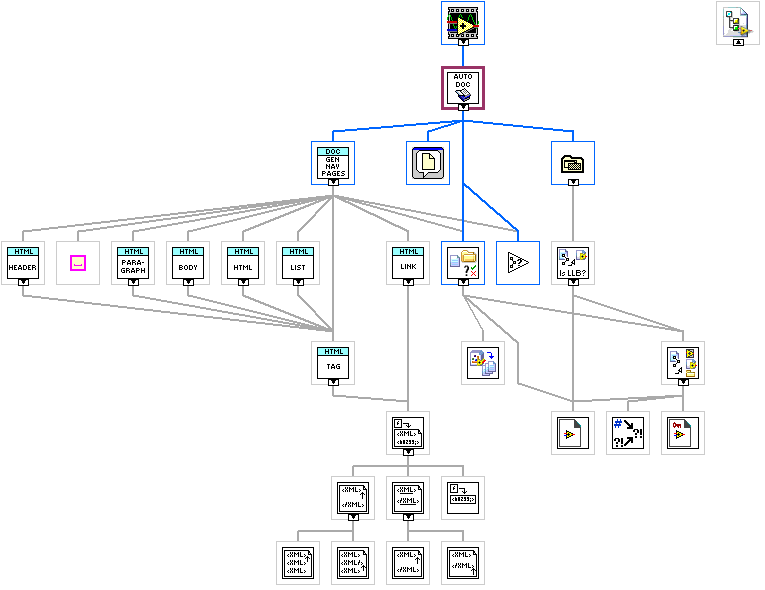 AUTO
DOC
DOC
GEN
NAV
PAGES
HTML
HEADER
HTML
PARA-
GRAPH
HTML
BODY
HTML
HTML
HTML
LIST
HTML
LINK
?
?
Is LLB?
HTML
TAG
<XML>
#
?!
?!
<XML>
</XML>
<XML>
</XML>
<XML>
<XML>
<XML>
<XML>
<XML>
<XML>
</XML>
<XML>
</XML>